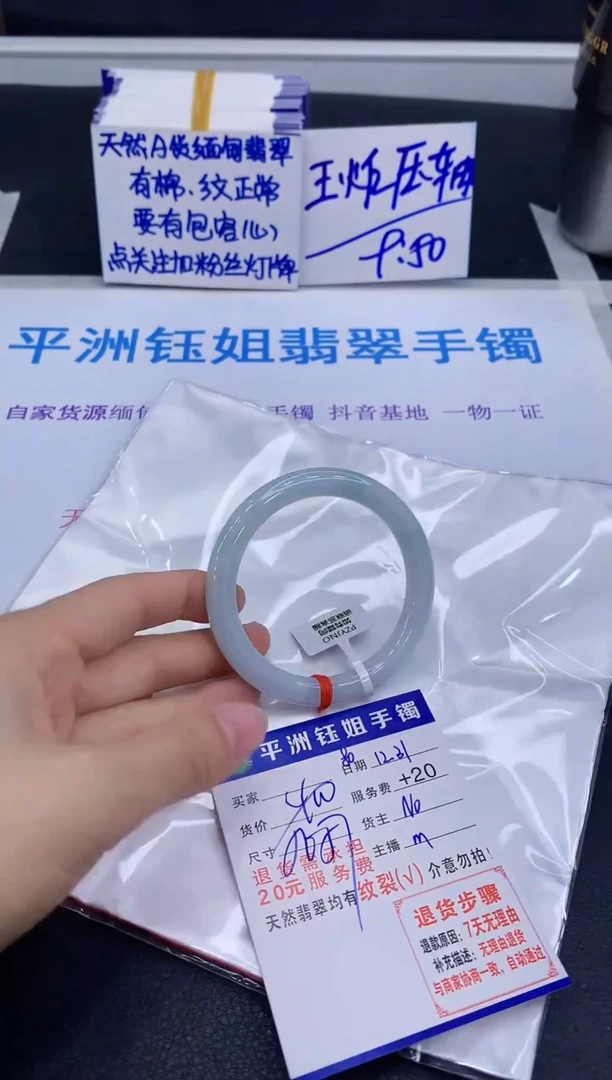 天然A货缅甸翡翠
有棉、纹正常
要有包容心
点关注加粉丝灯牌
平洲钰姐翡翠手镯
自家货源缅甸
手镯 抖音基地 一物一证
PZYJNO
平洲钰姐手镯
日期 12.31
买家
服务费 +20
货价
货主 No
尺寸
主播 m
退货需承担
20元服务费
天然翡翠均有纹裂(√) 介意勿拍!
退货步骤
退款原因:7天无理由
补充描述:无理由退货
与商家协商一致,自动通过